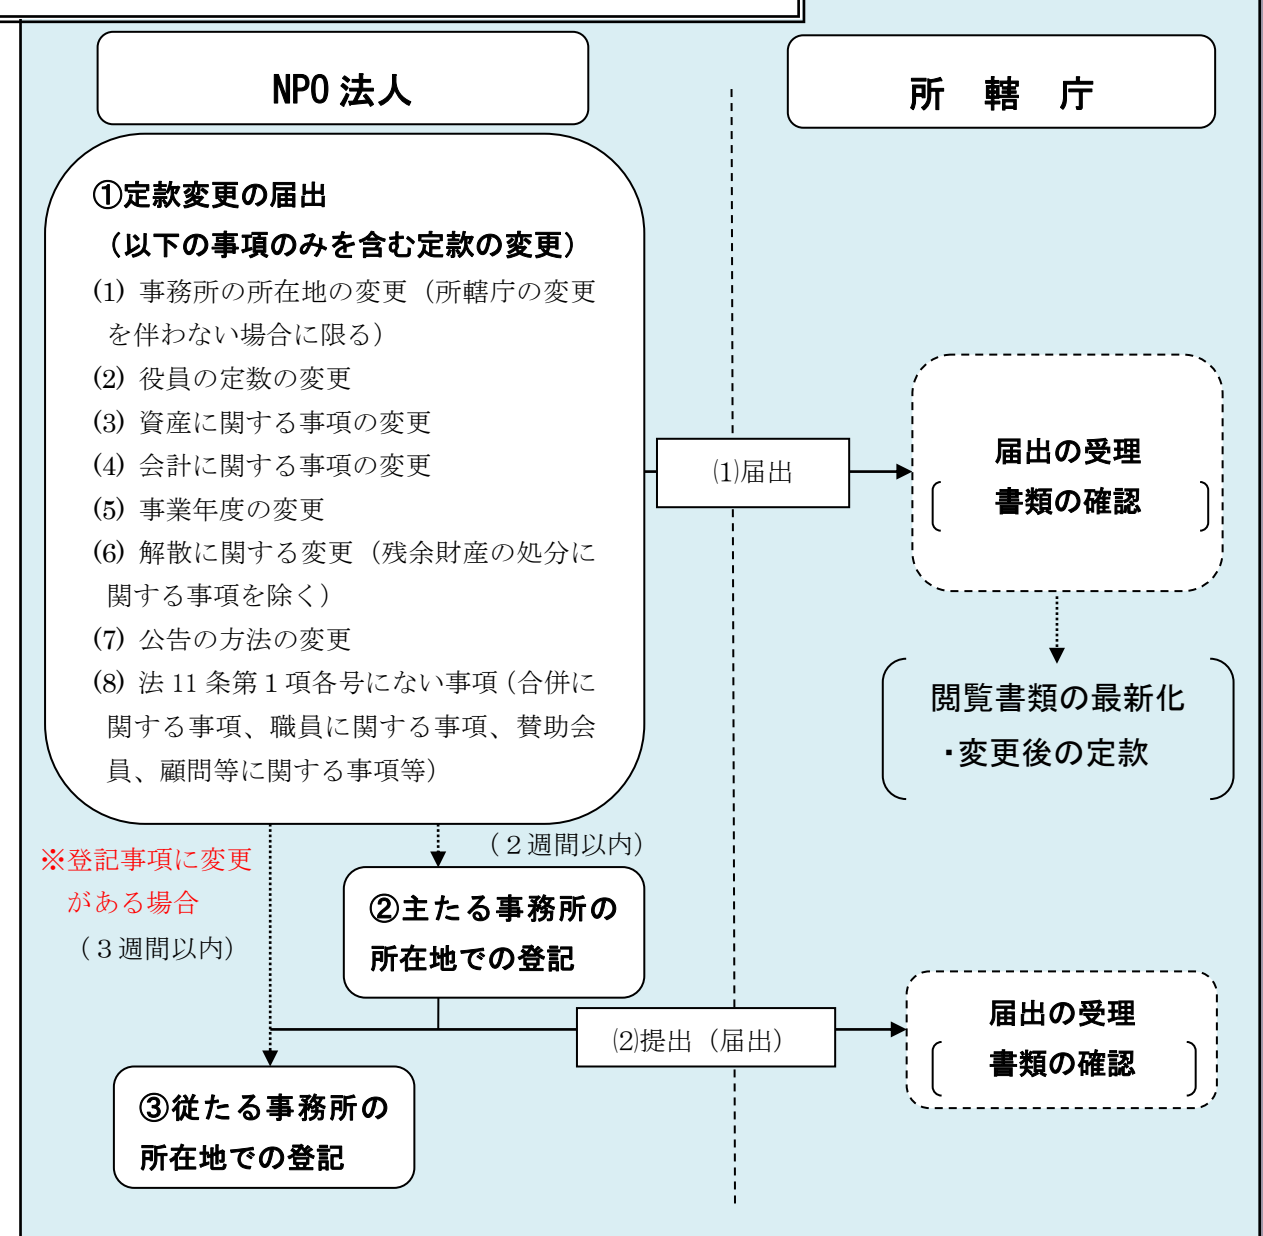 NPO 法人
所 轄 庁
①定款変更の届出
（以下の事項のみを含む定款の変更）
(1) 事務所の所在地の変更（所轄庁の変更
を伴わない場合に限る）
(2) 役員の定数の変更
(3) 資産に関する事項の変更
(4) 会計に関する事項の変更
(5) 事業年度の変更
(6) 解散に関する変更（残余財産の処分に
関する事項を除く）
(7) 公告の方法の変更
(8) 法 11 条第１項各号にない事項（合併に
関する事項、職員に関する事項、賛助会
員、顧問等に関する事項等）
⑴届出
届出の受理
書類の確認
閲覧書類の最新化
・変更後の定款
（２週間以内）
※登記事項に変更
がある場合
（３週間以内）
②主たる事務所の
所在地での登記
⑵提出（届出）
届出の受理
書類の確認
③従たる事務所の
所在地での登記